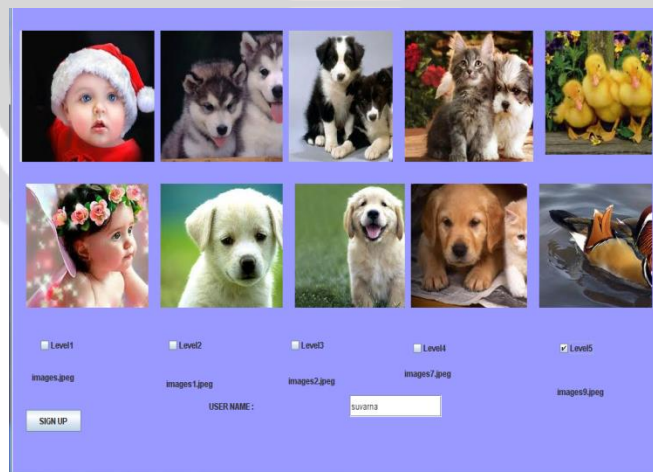 Level1
Level2
Level3
Level4
Level5
images.jpeg
images1.jpeg
images2.jpeg
images7.jpeg
images9.jpeg
USER NAME :
suvarna
SIGN UP